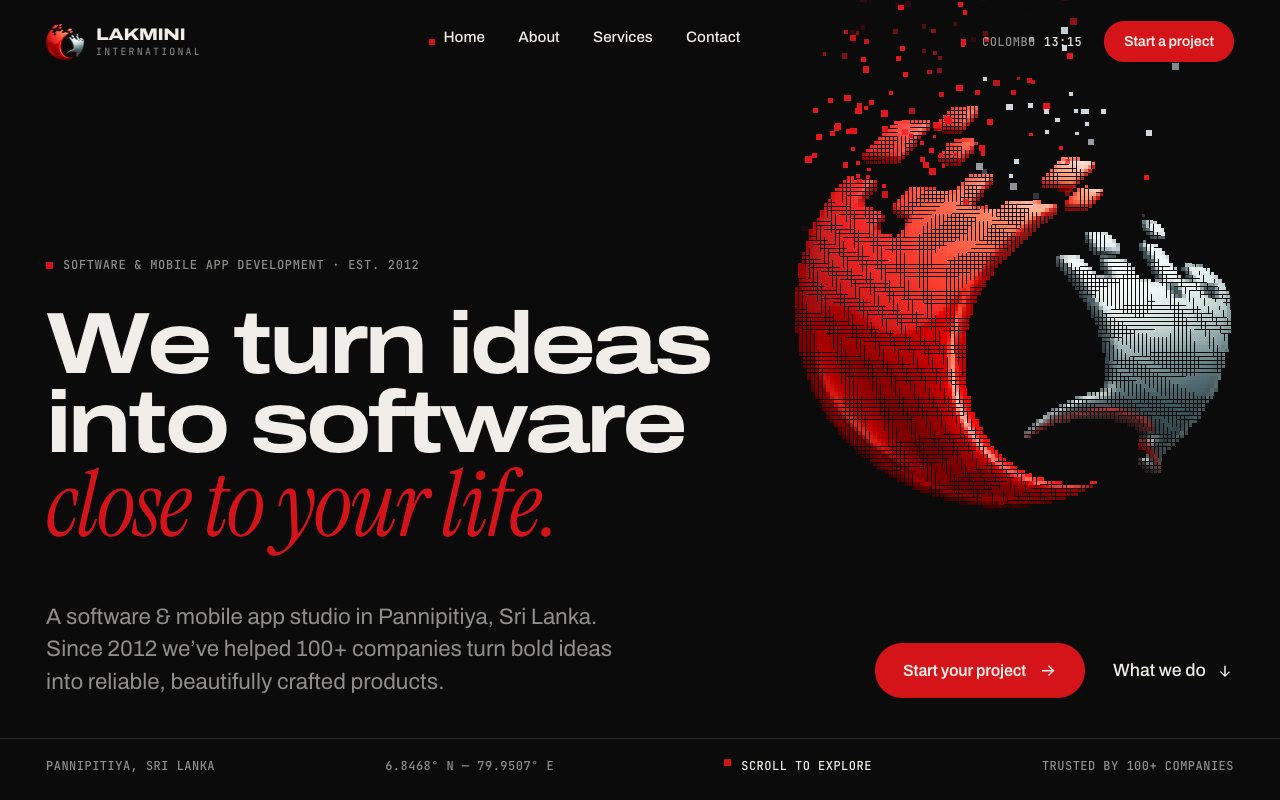 LAKMINI
INTERNATIONAL
Home
About
Services
Contact
COLOMBO 13:15
Start a project
SOFTWARE & MOBILE APP DEVELOPMENT · EST. 2012
We turn ideas
into software
close to your life.
A software & mobile app studio in Pannipitiya, Sri Lanka.
Since 2012 we’ve helped 100+ companies turn bold ideas
into reliable, beautifully crafted products.
Start your project →
What we do ↓
PANNIPITIYA, SRI LANKA
6.8468° N — 79.9507° E
SCROLL TO EXPLORE
TRUSTED BY 100+ COMPANIES